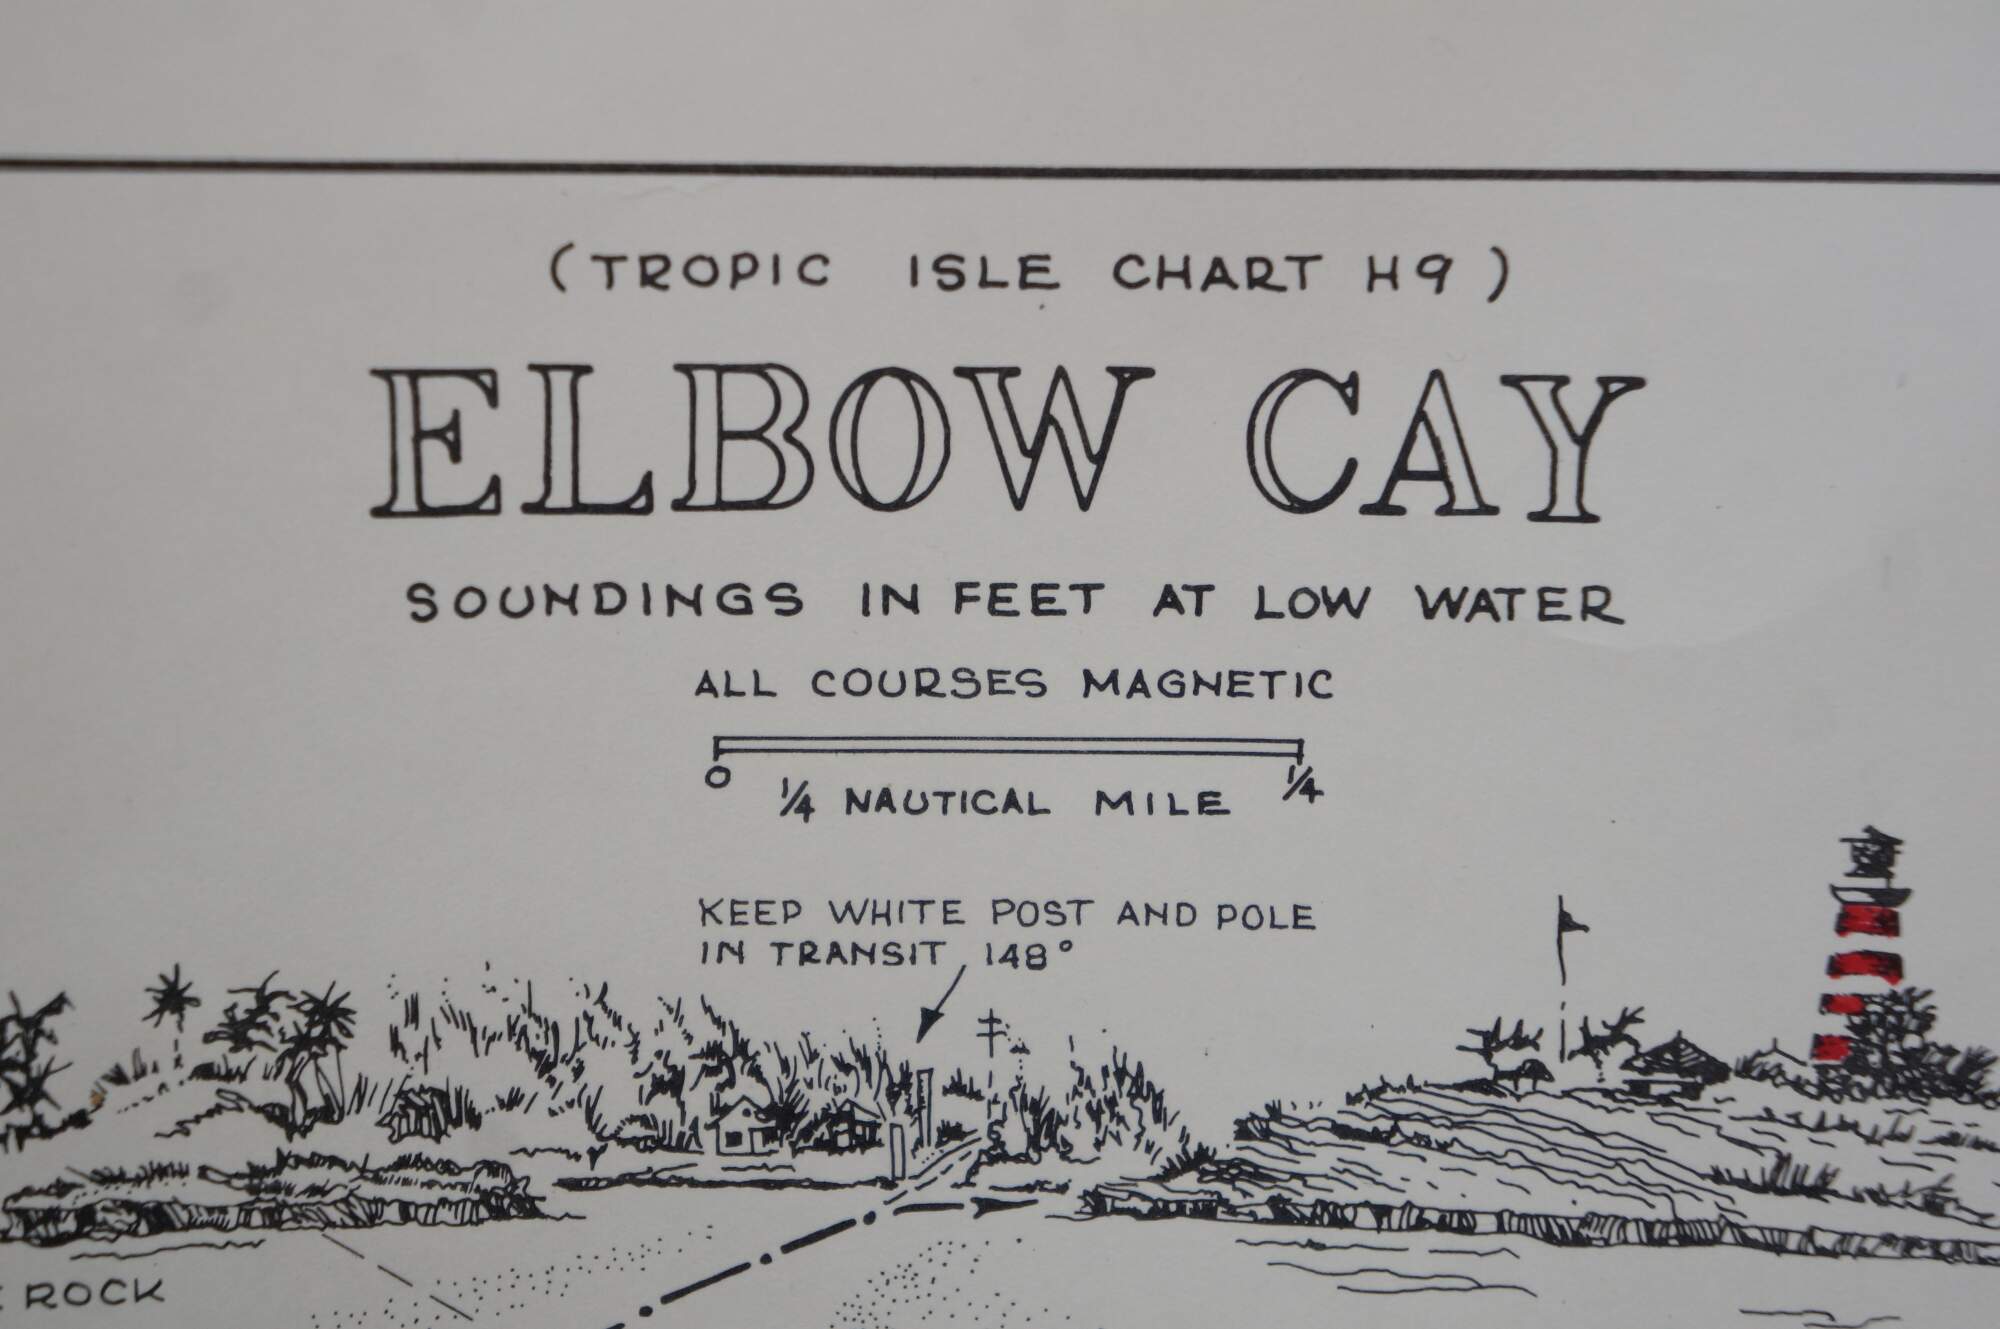 (TROPIC ISLE CHART H9)
ELBOW CAY
SOUNDINGS IN FEET AT LOW WATER
ALL COURSES MAGNETIC
0 1/4
1/4 NAUTICAL MILE
KEEP WHITE POST AND POLE
IN TRANSIT 148°
ROCK